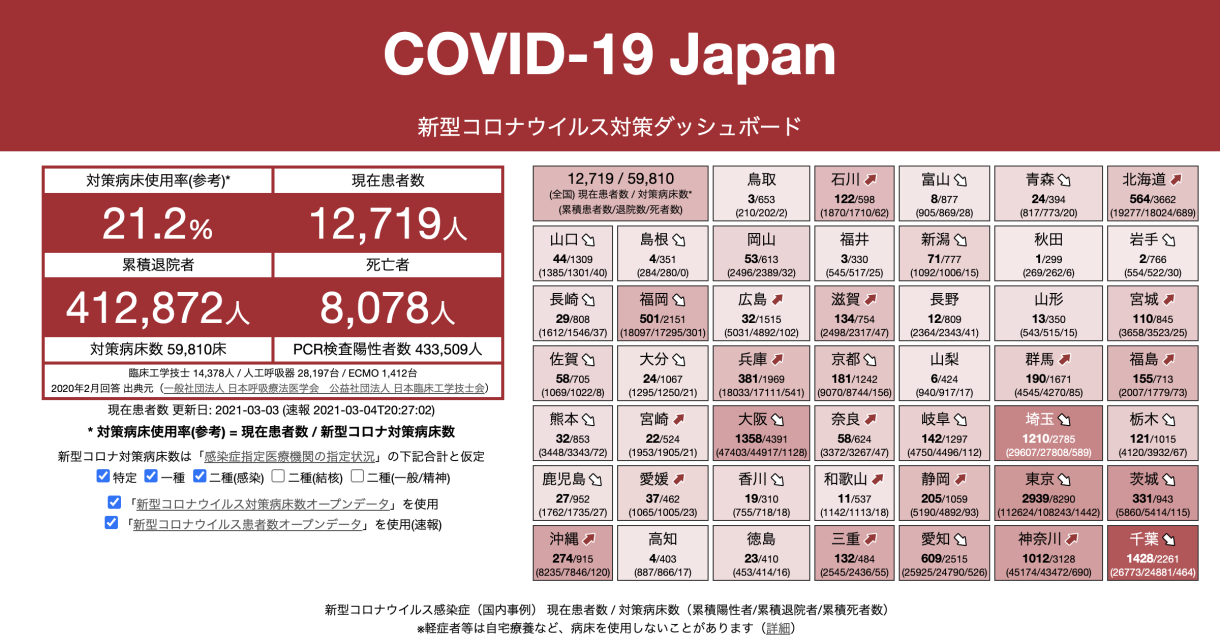 COVID-19 Japan
新型コロナウイルス対策ダッシュボード
対策病床使用率(参考)*
現在患者数
21.2%
12,719人
累積退院者
死亡者
412,872人
8,078人
対策病床数 59,810床
PCR検査陽性者数 433,509人
臨床工学技士 14,378人 / 人工呼吸器 28,197台 / ECMO 1,412台
2020年2月回答 出典元（一般社団法人 日本呼吸療法医学会　公益社団法人 日本臨床工学技士会）
現在患者数 更新日: 2021-03-03 (速報 2021-03-04T20:27:02)
* 対策病床使用率(参考) = 現在患者数 / 新型コロナ対策病床数
新型コロナ対策病床数は「感染症指定医療機関の指定状況」の下記合計と仮定
特定 一種 二種(感染) 二種(結核) 二種(一般/精神)
「新型コロナウイルス対策病床数オープンデータ」を使用
「新型コロナウイルス患者数オープンデータ」を使用(速報)
12,719 / 59,810
(全国) 現在患者数 / 対策病床数*
(累積患者数/退院数/死者数)
鳥取
3/653
(210/202/2)
石川
122/598
(1870/1710/62)
富山
8/877
(905/869/28)
青森
24/394
(817/773/20)
北海道
564/3662
(19277/18024/689)
山口
44/1309
(1385/1301/40)
島根
4/351
(284/280/0)
岡山
53/613
(2496/2389/32)
福井
3/330
(545/517/25)
新潟
71/777
(1092/1006/15)
秋田
1/299
(269/262/6)
岩手
2/766
(554/522/30)
長崎
29/808
(1612/1546/37)
福岡
501/2151
(18097/17295/301)
広島
32/1515
(5031/4892/102)
滋賀
134/754
(2498/2317/47)
長野
12/809
(2364/2343/41)
山形
13/350
(543/515/15)
宮城
110/845
(3658/3523/25)
佐賀
58/705
(1069/1022/8)
大分
24/1067
(1295/1250/21)
兵庫
381/1969
(18033/17111/541)
京都
181/1242
(9070/8744/156)
山梨
6/424
(940/917/17)
群馬
190/1671
(4545/4270/85)
福島
155/713
(2007/1779/73)
熊本
32/853
(3448/3343/72)
宮崎
22/524
(1953/1905/21)
大阪
1358/4391
(47403/44917/1128)
奈良
58/624
(3372/3267/47)
岐阜
142/1297
(4750/4496/112)
埼玉
1210/2785
(29607/27808/589)
栃木
121/1015
(4120/3932/67)
鹿児島
27/952
(1762/1735/27)
愛媛
37/462
(1065/1005/23)
香川
19/310
(755/718/18)
和歌山
11/537
(1142/1113/18)
静岡
205/1059
(5190/4892/93)
東京
2939/8290
(112624/108243/1442)
茨城
331/943
(5860/5414/115)
沖縄
274/915
(8235/7846/120)
高知
4/403
(887/866/17)
徳島
23/410
(453/414/16)
三重
132/484
(2545/2436/55)
愛知
609/2515
(25925/24790/526)
神奈川
1012/3128
(45174/43472/690)
千葉
1428/2261
(26773/24881/464)
新型コロナウイルス感染症（国内事例） 現在患者数 / 対策病床数（累積陽性者/累積退院者/累積死者数）
※軽症者等は自宅療養など、病床を使用しないことがあります（詳細）